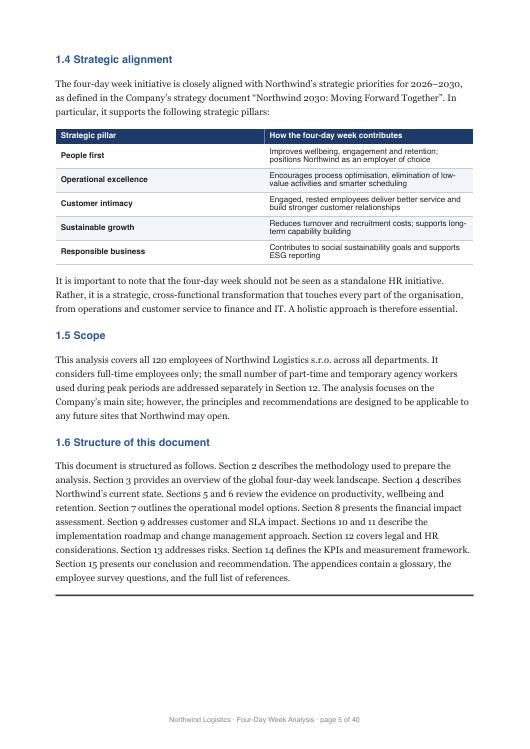 1.4 Strategic alignment
The four-day week initiative is closely aligned with Northwind's strategic priorities for 2026–2030,
as defined in the Company's strategy document “Northwind 2030: Moving Forward Together”. In
particular, it supports the following strategic pillars:
Strategic pillar How the four-day week contributes
People first Improves wellbeing, engagement and retention;
positions Northwind as an employer of choice
Operational excellence Encourages process optimisation, elimination of low-
value activities and smarter scheduling
Customer intimacy Engaged, rested employees deliver better service and
build stronger customer relationships
Sustainable growth Reduces turnover and recruitment costs; supports long-
term capability building
Responsible business Contributes to social sustainability goals and supports
ESG reporting
It is important to note that the four-day week should not be seen as a standalone HR initiative.
Rather, it is a strategic, cross-functional transformation that touches every part of the organisation,
from operations and customer service to finance and IT. A holistic approach is therefore essential.
1.5 Scope
This analysis covers all 120 employees of Northwind Logistics s.r.o. across all departments. It
considers full-time employees only; the small number of part-time and temporary agency workers
used during peak periods are addressed separately in Section 12. The analysis focuses on the
Company's main site; however, the principles and recommendations are designed to be applicable to
any future sites that Northwind may open.
1.6 Structure of this document
This document is structured as follows. Section 2 describes the methodology used to prepare the
analysis. Section 3 provides an overview of the global four-day week landscape. Section 4 describes
Northwind's current state. Sections 5 and 6 review the evidence on productivity, wellbeing and
retention. Section 7 outlines the operational model options. Section 8 presents the financial impact
assessment. Section 9 addresses customer and SLA impact. Sections 10 and 11 describe the
implementation roadmap and change management approach. Section 12 covers legal and HR
considerations. Section 13 addresses risks. Section 14 defines the KPIs and measurement framework.
Section 15 presents our conclusion and recommendation. The appendices contain a glossary, the
employee survey questions, and the full list of references.
Northwind Logistics · Four-Day Week Analysis · page 5 of 40